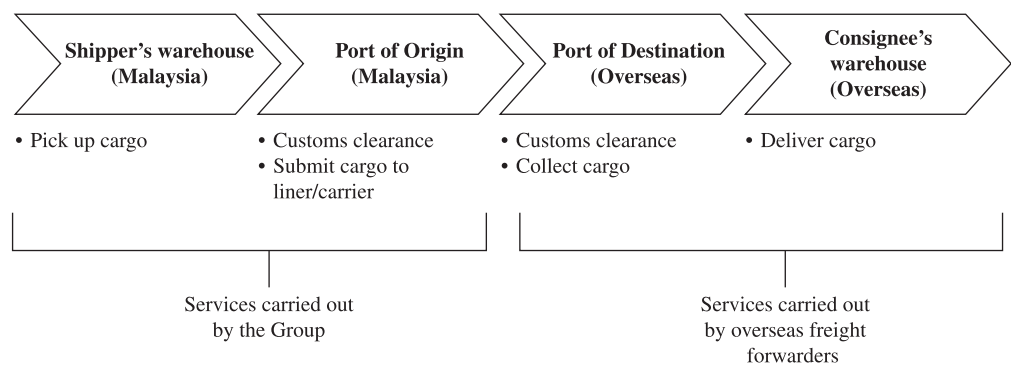 Shipper’s warehouse
(Malaysia)
Port of Origin
(Malaysia)
Port of Destination
(Overseas)
Consignee’s
warehouse
(Overseas)
• Pick up cargo
• Customs clearance
• Submit cargo to
liner/carrier
• Customs clearance
• Collect cargo
• Deliver cargo
Services carried out
by the Group
Services carried out
by overseas freight
forwarders